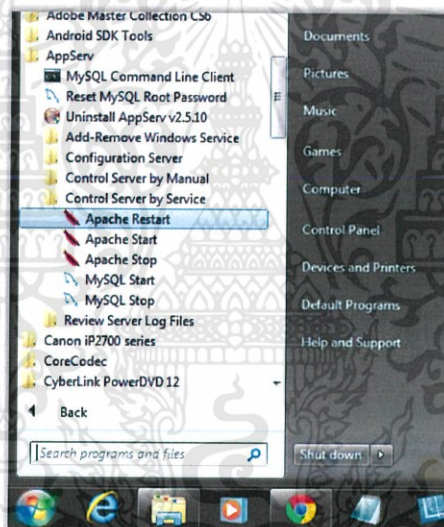 Adobe Master Collection CS6
Android SDK Tools
AppServ
MySQL Command Line Client
Reset MySQL Root Password
Uninstall AppServ v2.5.10
Add-Remove Windows Service
Configuration Server
Control Server by Manual
Control Server by Service
Apache Restart
Apache Start
Apache Stop
MySQL Start
MySQL Stop
Review Server Log Files
Canon iP2700 series
CoreCodec
CyberLink PowerDVD 12
Back
Search programs and files
Documents
Pictures
Music
Games
Computer
Control Panel
Devices and Printers
Default Programs
Help and Support
Shut down